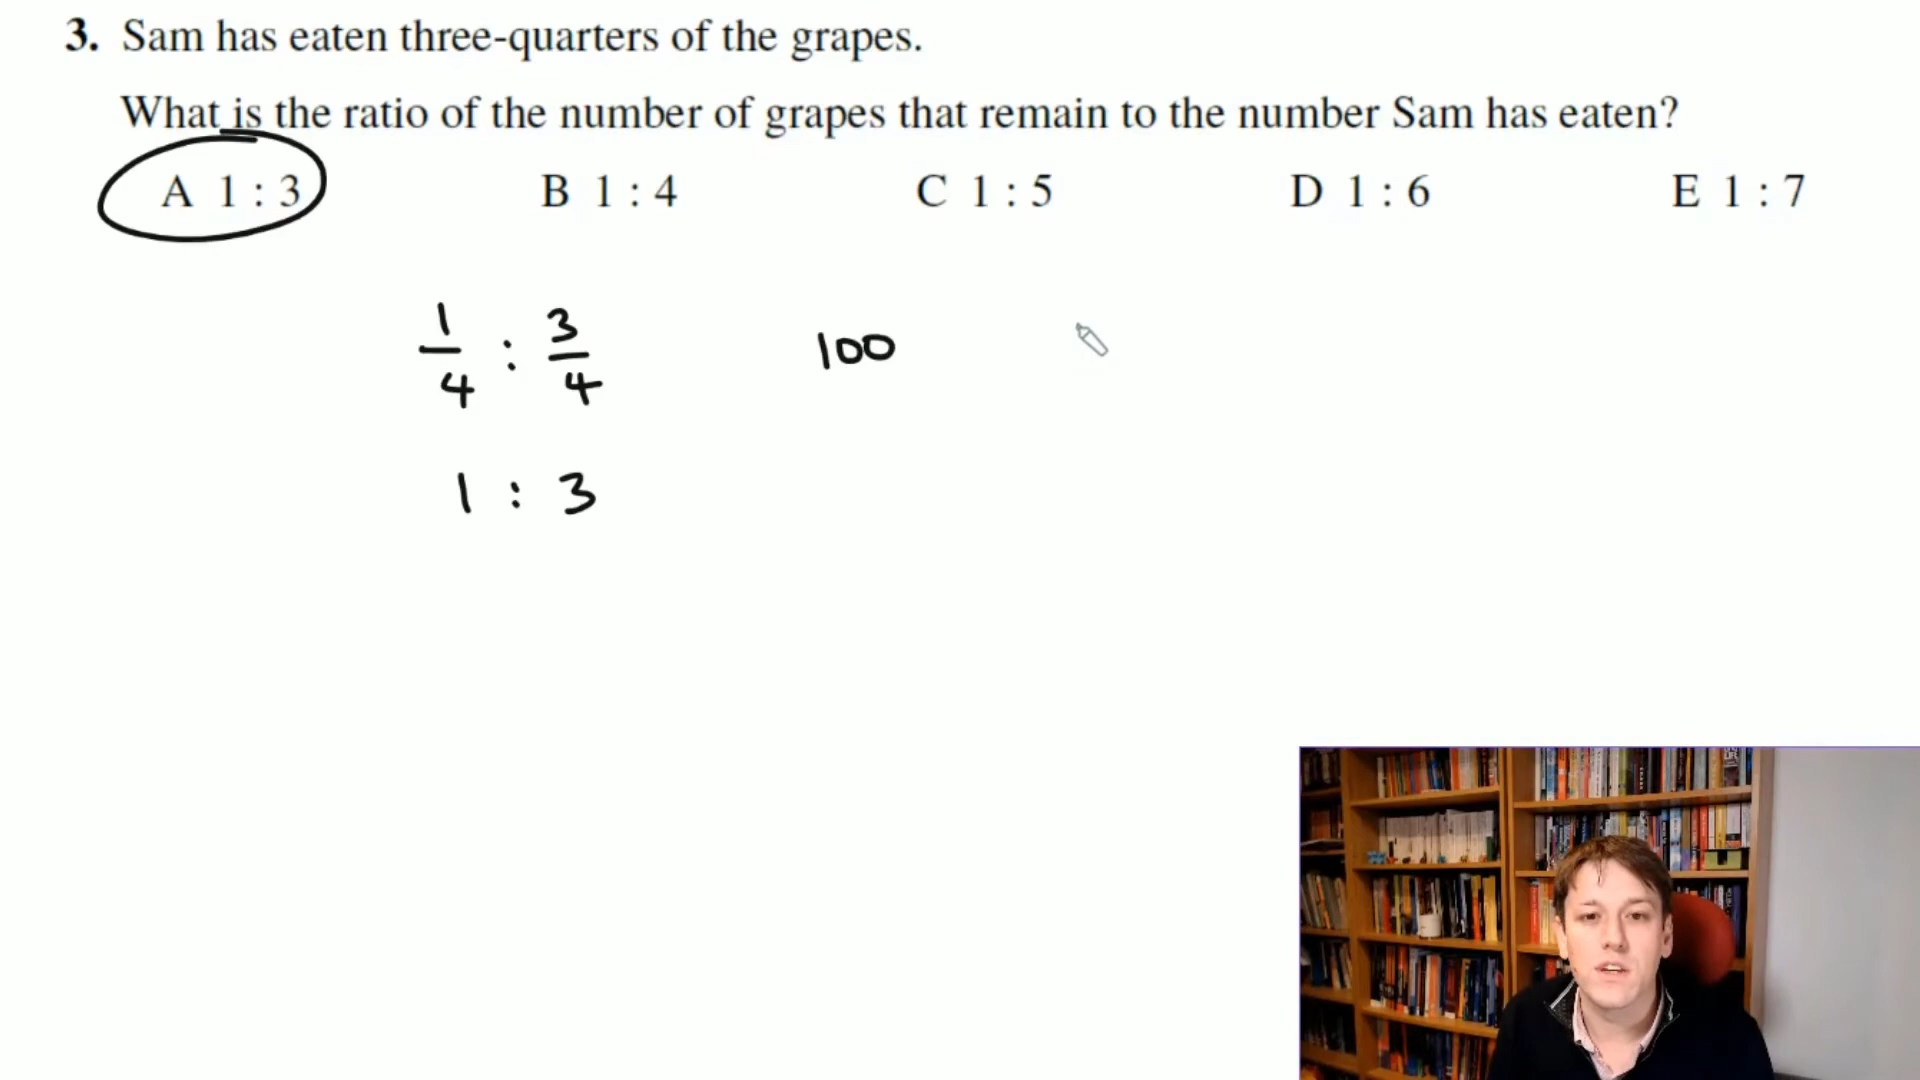 3. Sam has eaten three-quarters of the grapes.
What is the ratio of the number of grapes that remain to the number Sam has eaten?
A 1 : 3 B 1 : 4 C 1 : 5 D 1 : 6 E 1 : 7
1/4 : 3/4 100
1 : 3